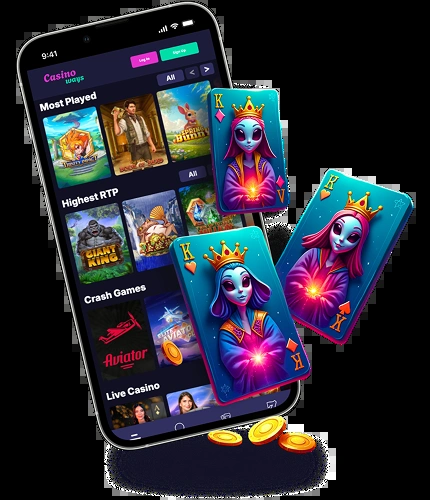 9:41
Casino
ways
Log in
Sign Up
All
Most Played
Highest RTP
All
GIANT
KING
Crash Games
Aviator
Live Casino
K
A
K
K
K
X